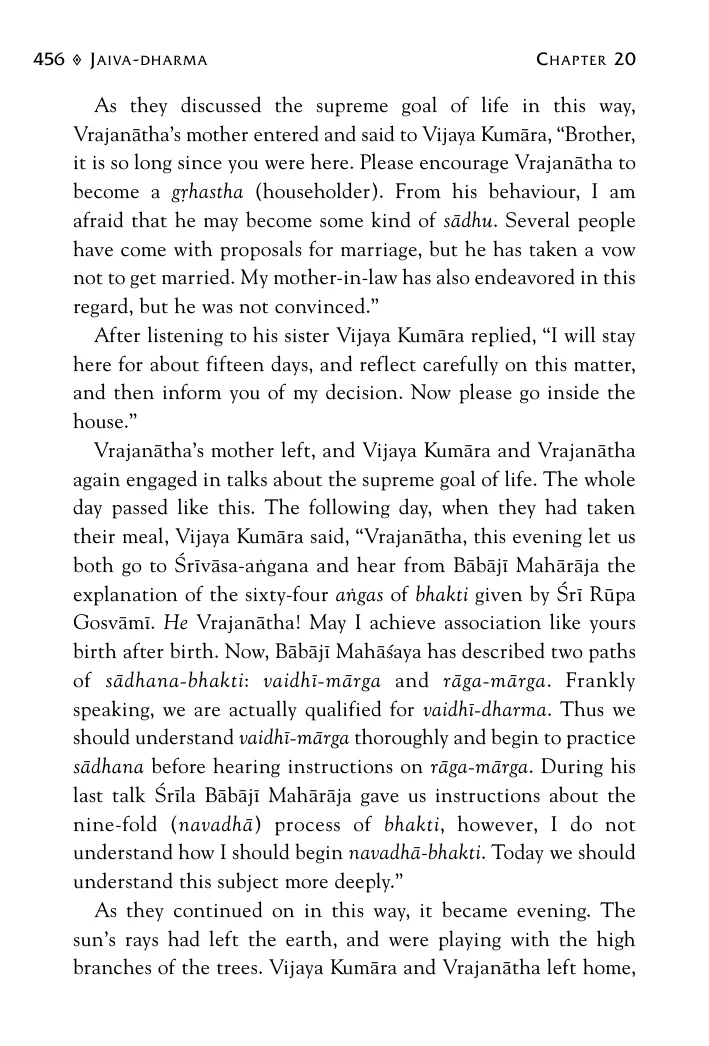 456 ◊ JAIVA-DHARMA CHAPTER 20
As they discussed the supreme goal of life in this way,
Vrajanātha’s mother entered and said to Vijaya Kumāra, “Brother,
it is so long since you were here. Please encourage Vrajanātha to
become a gṛhastha (householder). From his behaviour, I am
afraid that he may become some kind of sādhu. Several people
have come with proposals for marriage, but he has taken a vow
not to get married. My mother-in-law has also endeavored in this
regard, but he was not convinced.”
After listening to his sister Vijaya Kumāra replied, “I will stay
here for about fifteen days, and reflect carefully on this matter,
and then inform you of my decision. Now please go inside the
house.”
Vrajanātha’s mother left, and Vijaya Kumāra and Vrajanātha
again engaged in talks about the supreme goal of life. The whole
day passed like this. The following day, when they had taken
their meal, Vijaya Kumāra said, “Vrajanātha, this evening let us
both go to Śrīvāsa-aṅgana and hear from Bābājī Mahārāja the
explanation of the sixty-four aṅgas of bhakti given by Śrī Rūpa
Gosvāmī. He Vrajanātha! May I achieve association like yours
birth after birth. Now, Bābājī Mahāśaya has described two paths
of sādhana-bhakti: vaidhī-mārga and rāga-mārga. Frankly
speaking, we are actually qualified for vaidhī-dharma. Thus we
should understand vaidhī-mārga thoroughly and begin to practice
sādhana before hearing instructions on rāga-mārga. During his
last talk Śrīla Bābājī Mahārāja gave us instructions about the
nine-fold (navadhā) process of bhakti, however, I do not
understand how I should begin navadhā-bhakti. Today we should
understand this subject more deeply.”
As they continued on in this way, it became evening. The
sun’s rays had left the earth, and were playing with the high
branches of the trees. Vijaya Kumāra and Vrajanātha left home,